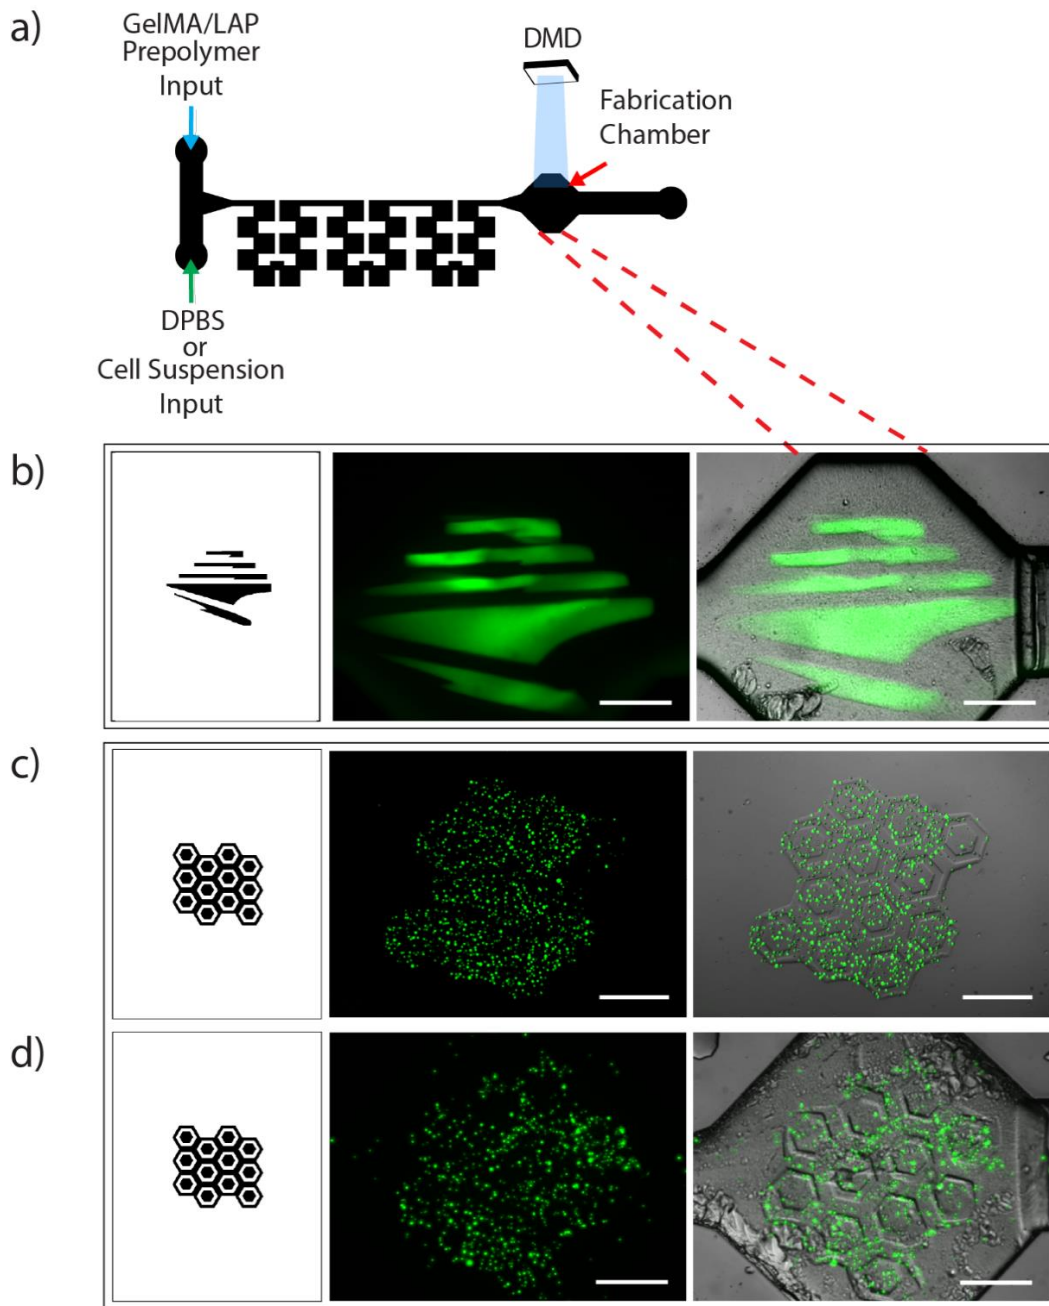 a)
GelMA/LAP
Prepolymer
Input
DMD
Fabrication
Chamber
DPBS
or
Cell Suspension
Input
b)
c)
d)